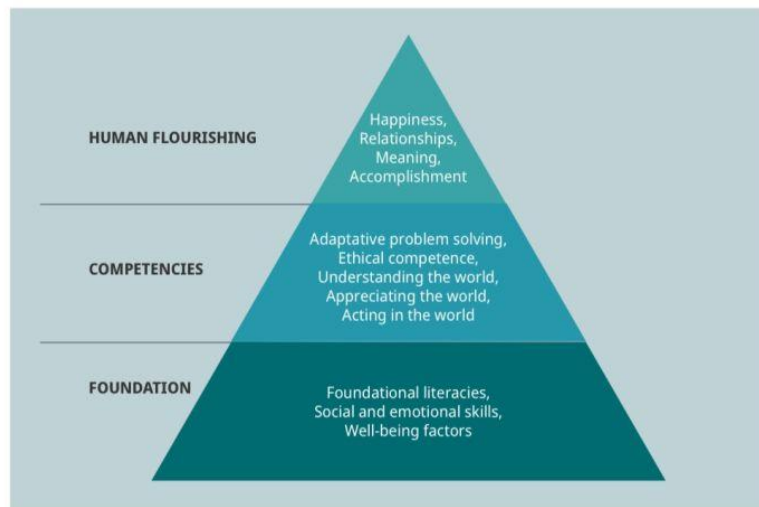 HUMAN FLOURISHING
Happiness,
Relationships,
Meaning,
Accomplishment
COMPETENCIES
Adaptative problem solving,
Ethical competence,
Understanding the world,
Appreciating the world,
Acting in the world
FOUNDATION
Foundational literacies,
Social and emotional skills,
Well-being factors